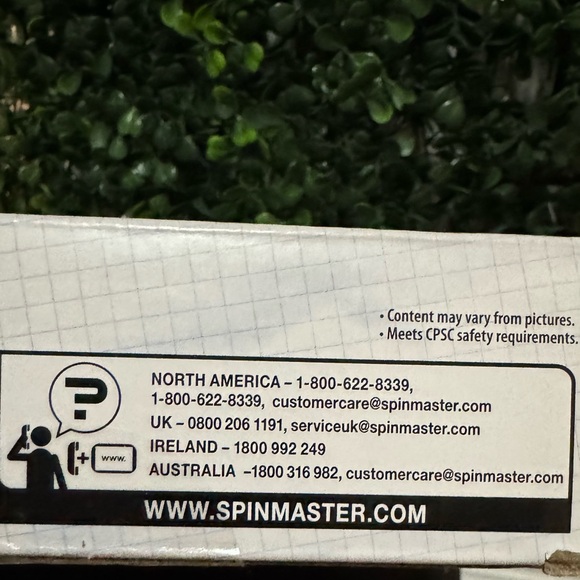 • Content may vary from pictures.
• Meets CPSC safety requirements.
?
NORTH AMERICA – 1-800-622-8339,
1-800-622-8339, customercare@spinmaster.com
UK – 0800 206 1191, serviceuk@spinmaster.com
IRELAND – 1800 992 249
AUSTRALIA –1800 316 982, customercare@spinmaster.com
+ www.
WWW.SPINMASTER.COM